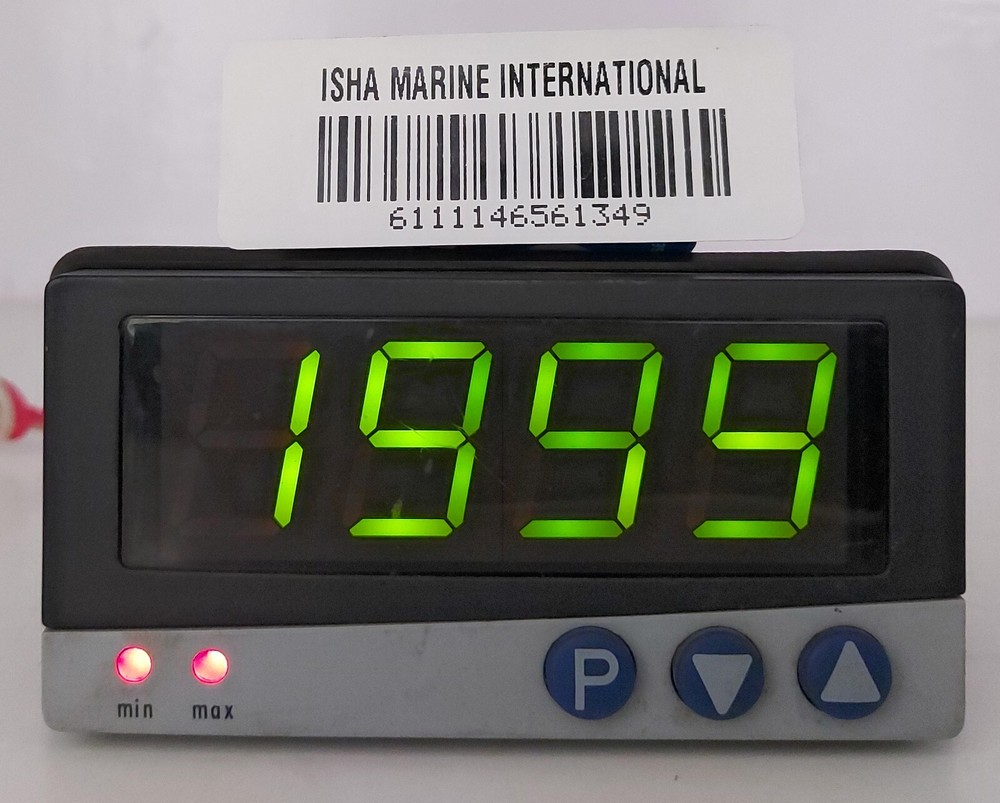 ISHA MARINE INTERNATIONAL
6111146561349
1999
min max
P